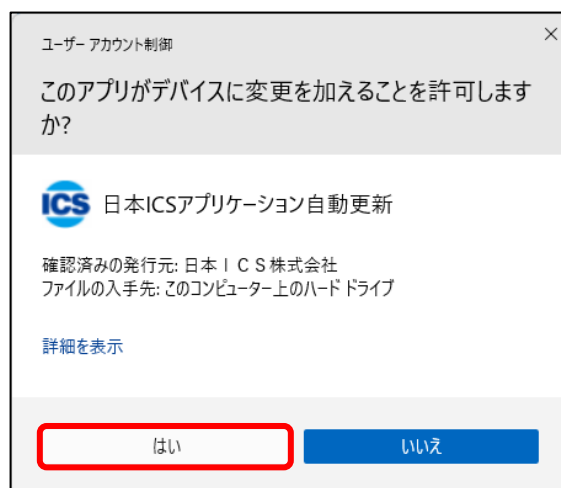 ユーザー アカウント制御
このアプリがデバイスに変更を加えることを許可します
か?
ICS 日本ICSアプリケーション自動更新
確認済みの発行元: 日本ICS株式会社
ファイルの入手先: このコンピューター上のハード ドライブ
詳細を表示
はい いいえ